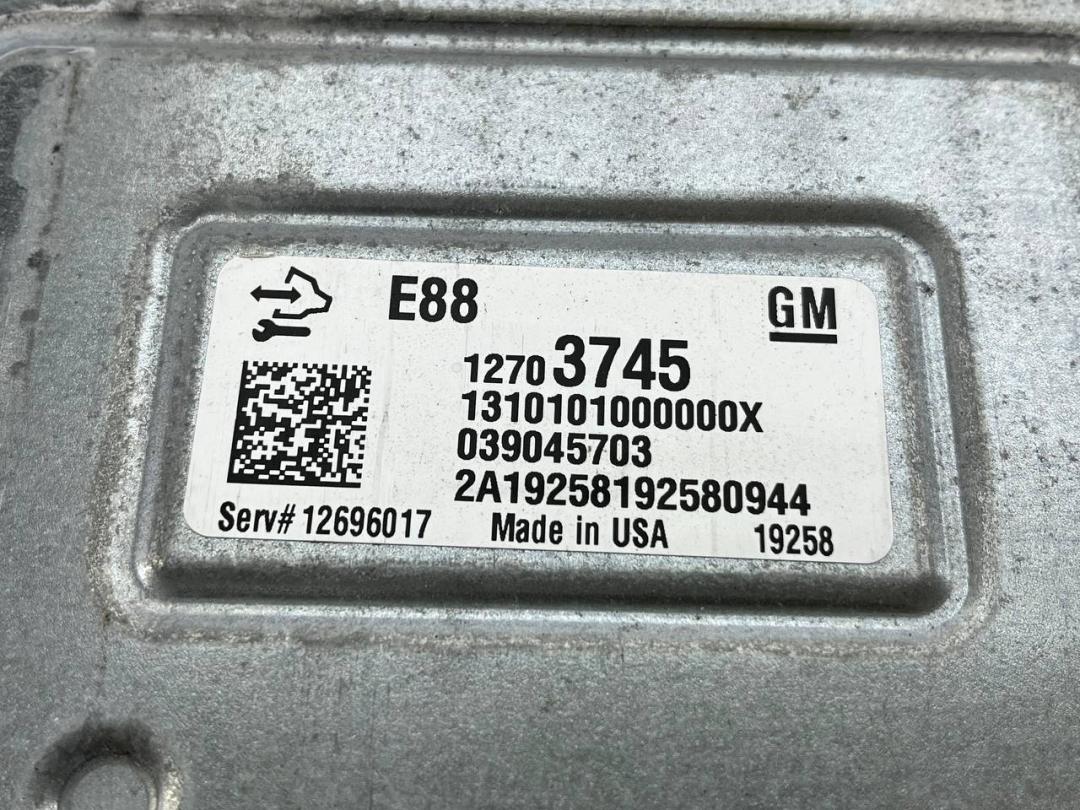 E88 GM
12703745
1310101000000X
039045703
2A19258192580944
Serv# 12696017 Made in USA 19258